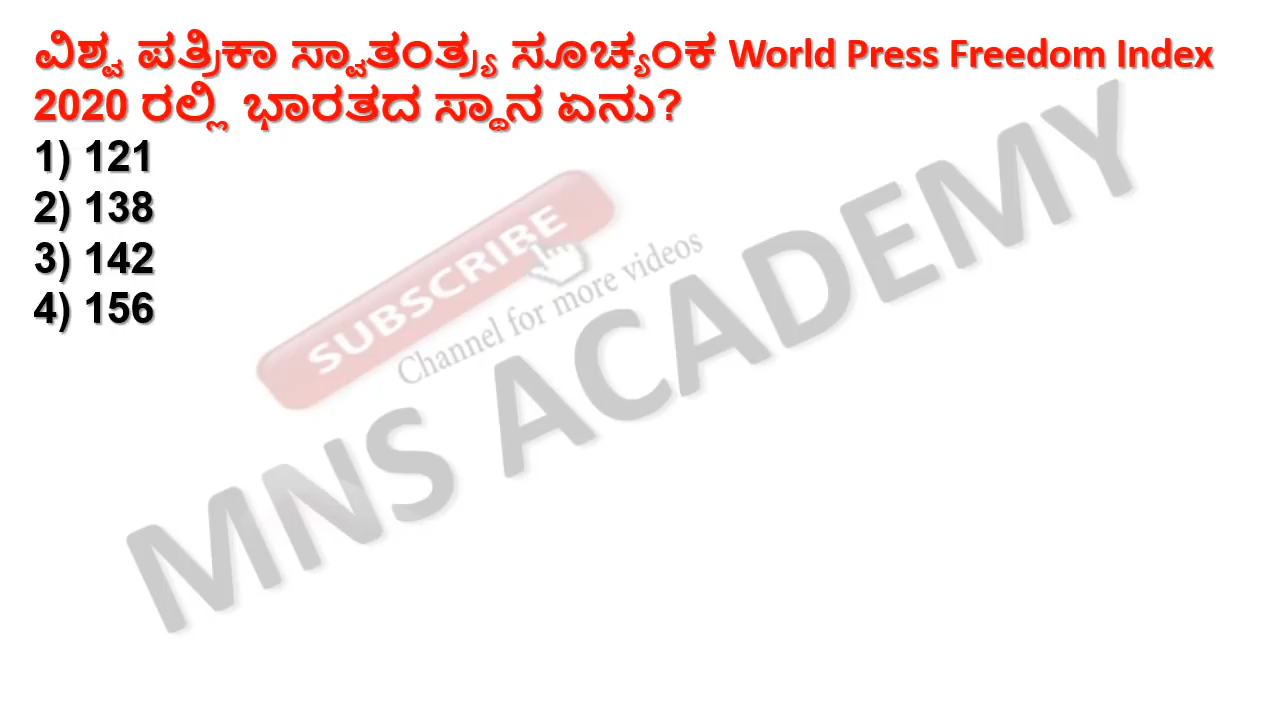 ವಿಶ್ವ ಪತ್ರಿಕಾ ಸ್ವಾತಂತ್ರ್ಯ ಸೂಚ್ಯಂಕ World Press Freedom Index
2020 ರಲ್ಲಿ ಭಾರತದ ಸ್ಥಾನ ಏನು?
1) 121
2) 138
3) 142
4) 156
SUBSCRIBE
Channel for more videos
MNS ACADEMY